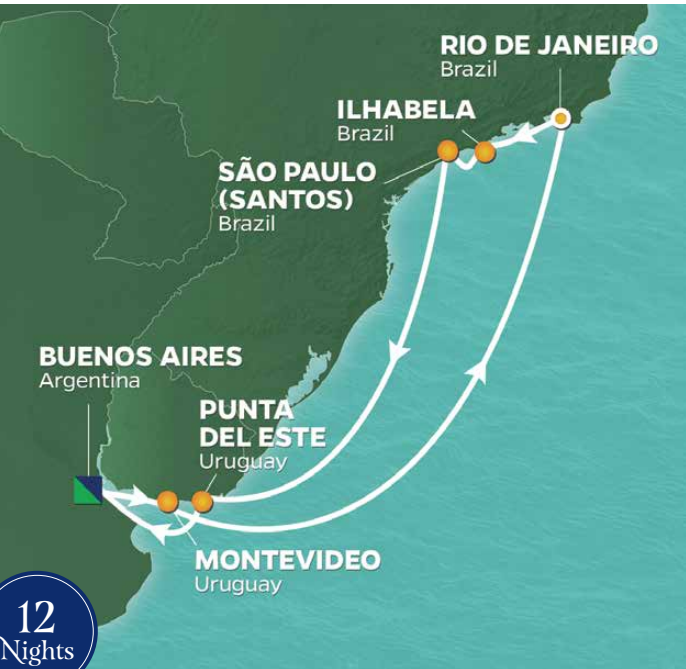 RIO DE JANEIRO
Brazil
ILHABELA
Brazil
SÃO PAULO
(SANTOS)
Brazil
BUENOS AIRES
Argentina
PUNTA
DEL ESTE
Uruguay
MONTEVIDEO
Uruguay
12
Nights